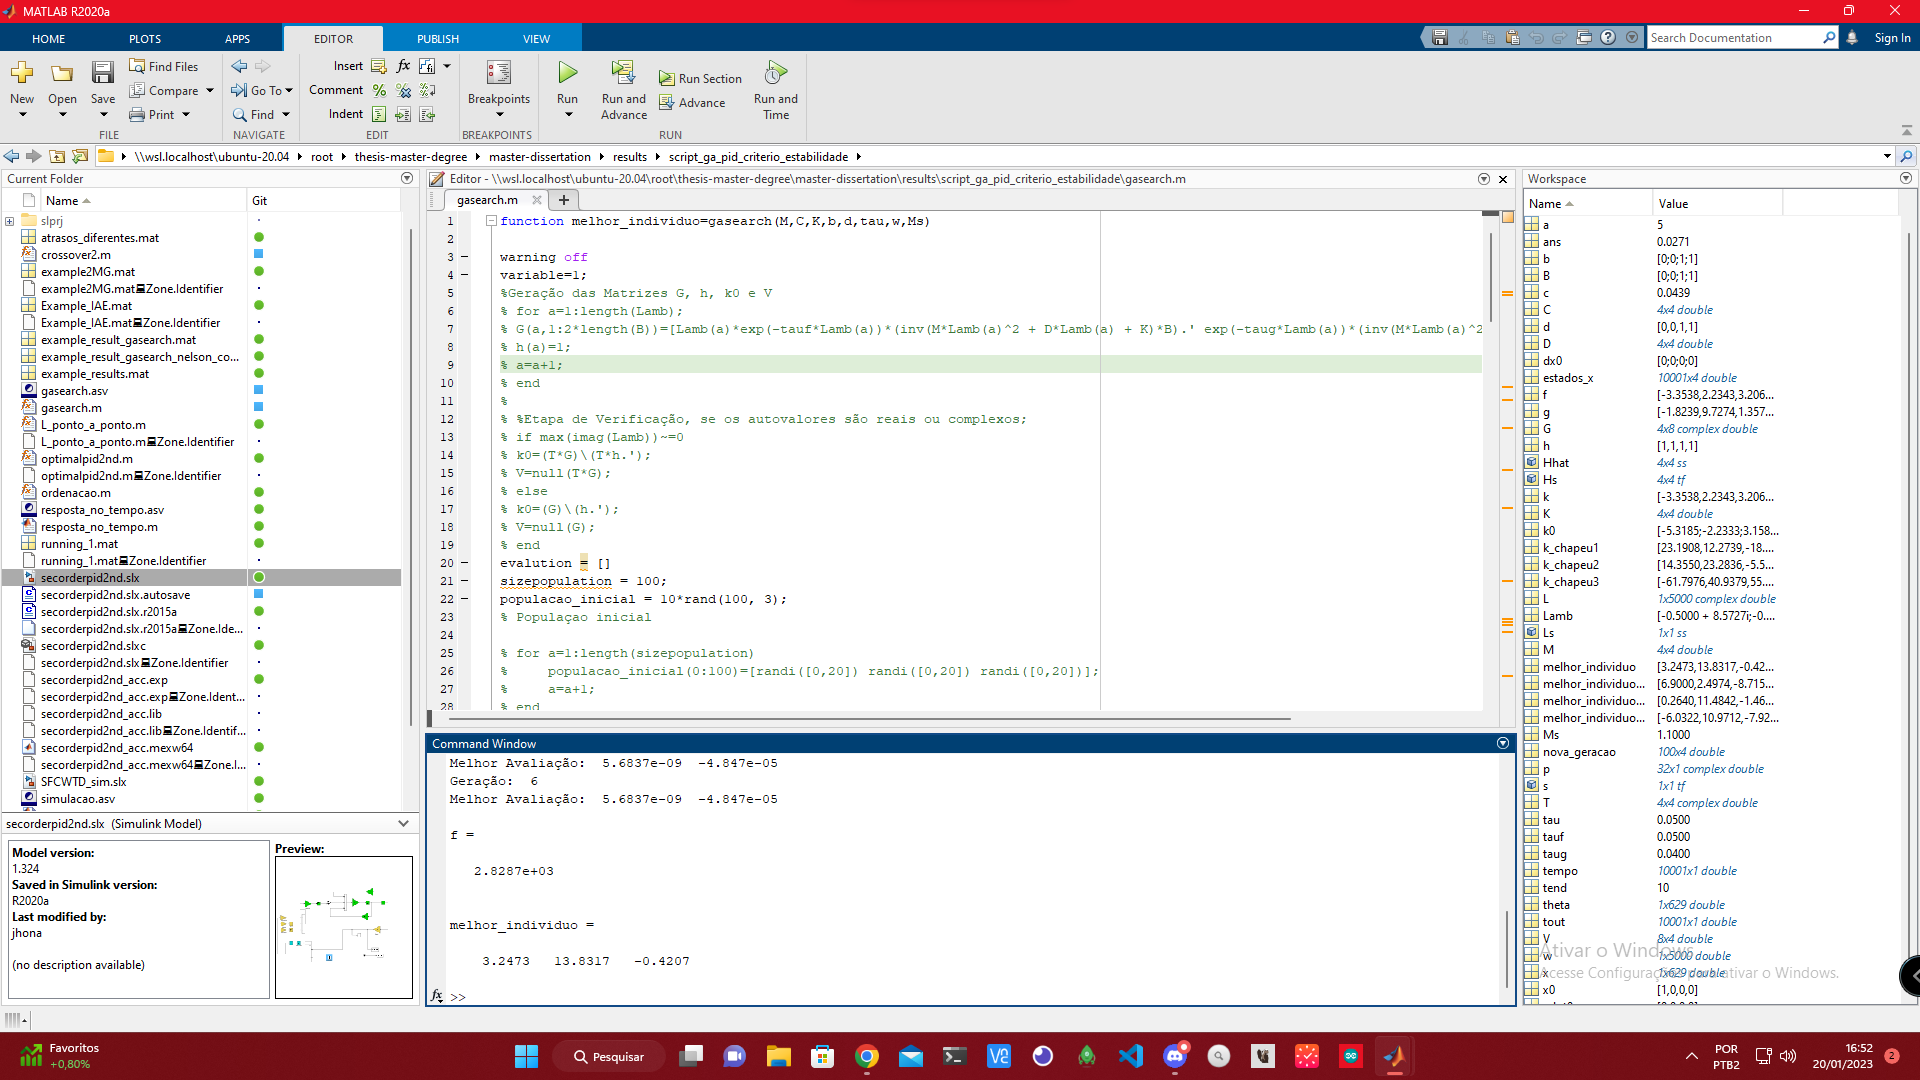 MATLAB R2020a
HOME PLOTS APPS EDITOR PUBLISH VIEW
Search Documentation
Sign In
New
Open
Save
Find Files
Compare
Print
FILE
Go To
Find
NAVIGATE
Insert
Comment
Indent
EDIT
Breakpoints
BREAKPOINTS
Run
Run and Advance
Run Section
Advance
Run and Time
RUN
\\wsl.localhost\ubuntu-20.04 root thesis-master-degree master-dissertation results script_ga_pid_criterio_estabilidade
Current Folder
Name Git
slprj
atrasos_diferentes.mat
crossover2.m
example2MG.mat
example2MG.mat Zone.Identifier
Example_IAE.mat
Example_IAE.mat Zone.Identifier
example_result_gasearch.mat
example_result_gasearch_nelson_co...
example_results.mat
gasearch.asv
gasearch.m
L_ponto_a_ponto.m
L_ponto_a_ponto.m Zone.Identifier
optimalpid2nd.m
optimalpid2nd.m Zone.Identifier
ordenacao.m
resposta_no_tempo.asv
resposta_no_tempo.m
running_1.mat
running_1.mat Zone.Identifier
secorderpid2nd.slx
secorderpid2nd.slx.autosave
secorderpid2nd.slx.r2015a
secorderpid2nd.slx.r2015a Zone.Ide...
secorderpid2nd.slxc
secorderpid2nd.slx Zone.Identifier
secorderpid2nd_acc.exp
secorderpid2nd_acc.exp Zone.Ident...
secorderpid2nd_acc.lib
secorderpid2nd_acc.lib Zone.Identif...
secorderpid2nd_acc.mexw64
secorderpid2nd_acc.mexw64 Zone.I...
SFCWTD_sim.slx
simulacao.asv
secorderpid2nd.slx (Simulink Model)
Model version:
1.324
Saved in Simulink version:
R2020a
Last modified by:
jhona
(no description available)
Preview:
Editor - \\wsl.localhost\ubuntu-20.04\root\thesis-master-degree\master-dissertation\results\script_ga_pid_criterio_estabilidade\gasearch.m
gasearch.m
1 function melhor_individuo=gasearch(M,C,K,b,d,tau,w,Ms)
2
3 warning off
4 variable=1;
5 %Geração das Matrizes G, h, k0 e V
6 % for a=1:length(Lamb);
7 % G(a,1:2*length(B))=[Lamb(a)*exp(-tauf*Lamb(a))*(inv(M*Lamb(a)^2 + D*Lamb(a) + K)*B).' exp(-taug*Lamb(a))*(inv(M*Lamb(a)^2
8 % h(a)=1;
9 % a=a+1;
10 % end
11 %
12 % %Etapa de Verificação, se os autovalores são reais ou complexos;
13 % if max(imag(Lamb))~=0
14 % k0=(T*G)\(T*h.');
15 % V=null(T*G);
16 % else
17 % k0=(G)\(h.');
18 % V=null(G);
19 % end
20 evalution = []
21 sizepopulation = 100;
22 populacao_inicial = 10*rand(100, 3);
23 % Populaçao inicial
24
25 % for a=1:length(sizepopulation)
26 % populacao_inicial(0:100)=[randi([0,20]) randi([0,20]) randi([0,20])];
27 % a=a+1;
28 % end
Command Window
Melhor Avaliação: 5.6837e-09 -4.847e-05
Geração: 6
Melhor Avaliação: 5.6837e-09 -4.847e-05
f =
2.8287e+03
melhor_individuo =
3.2473 13.8317 -0.4207
fx >>
Workspace
Name Value
a 5
ans 0.0271
b [0;0;1;1]
B [0;0;1;1]
c 0.0439
C 4x4 double
d [0,0,1,1]
D 4x4 double
dx0 [0;0;0;0]
estados_x 10001x4 double
f [-3.3538,2.2343,3.206...
g [-1.8239,9.7274,1.357...
G 4x8 complex double
h [1,1,1,1]
Hhat 4x4 ss
Hs 4x4 tf
k [-3.3538,2.2343,3.206...
K 4x4 double
k0 [-5.3185;-2.2333;3.158...
k_chapeu1 [23.1908,12.2739,-18....
k_chapeu2 [14.3550,23.2836,-5.5...
k_chapeu3 [-61.7976,40.9379,55....
L 1x5000 complex double
Lamb [-0.5000 + 8.5727i;-0....
Ls 1x1 ss
M 4x4 double
melhor_individuo [3.2473,13.8317,-0.42...
melhor_individuo... [6.9000,2.4974,-8.715...
melhor_individuo... [0.2640,11.4842,-1.46...
melhor_individuo... [-6.0322,10.9712,-7.92...
Ms 1.1000
nova_geracao 100x4 double
p 32x1 complex double
s 1x1 tf
T 4x4 complex double
tau 0.0500
tauf 0.0500
taug 0.0400
tempo 10001x1 double
tend 10
theta 1x629 double
tout 10001x1 double
V 8x4 double
w 1x5000 double
x 1x629 double
x0 [1,0,0,0]
Ativar o Windows
Acesse Configurações para ativar o Windows.
Favoritos
+0,80%
Pesquisar
POR
PTB2
16:52
20/01/2023
2